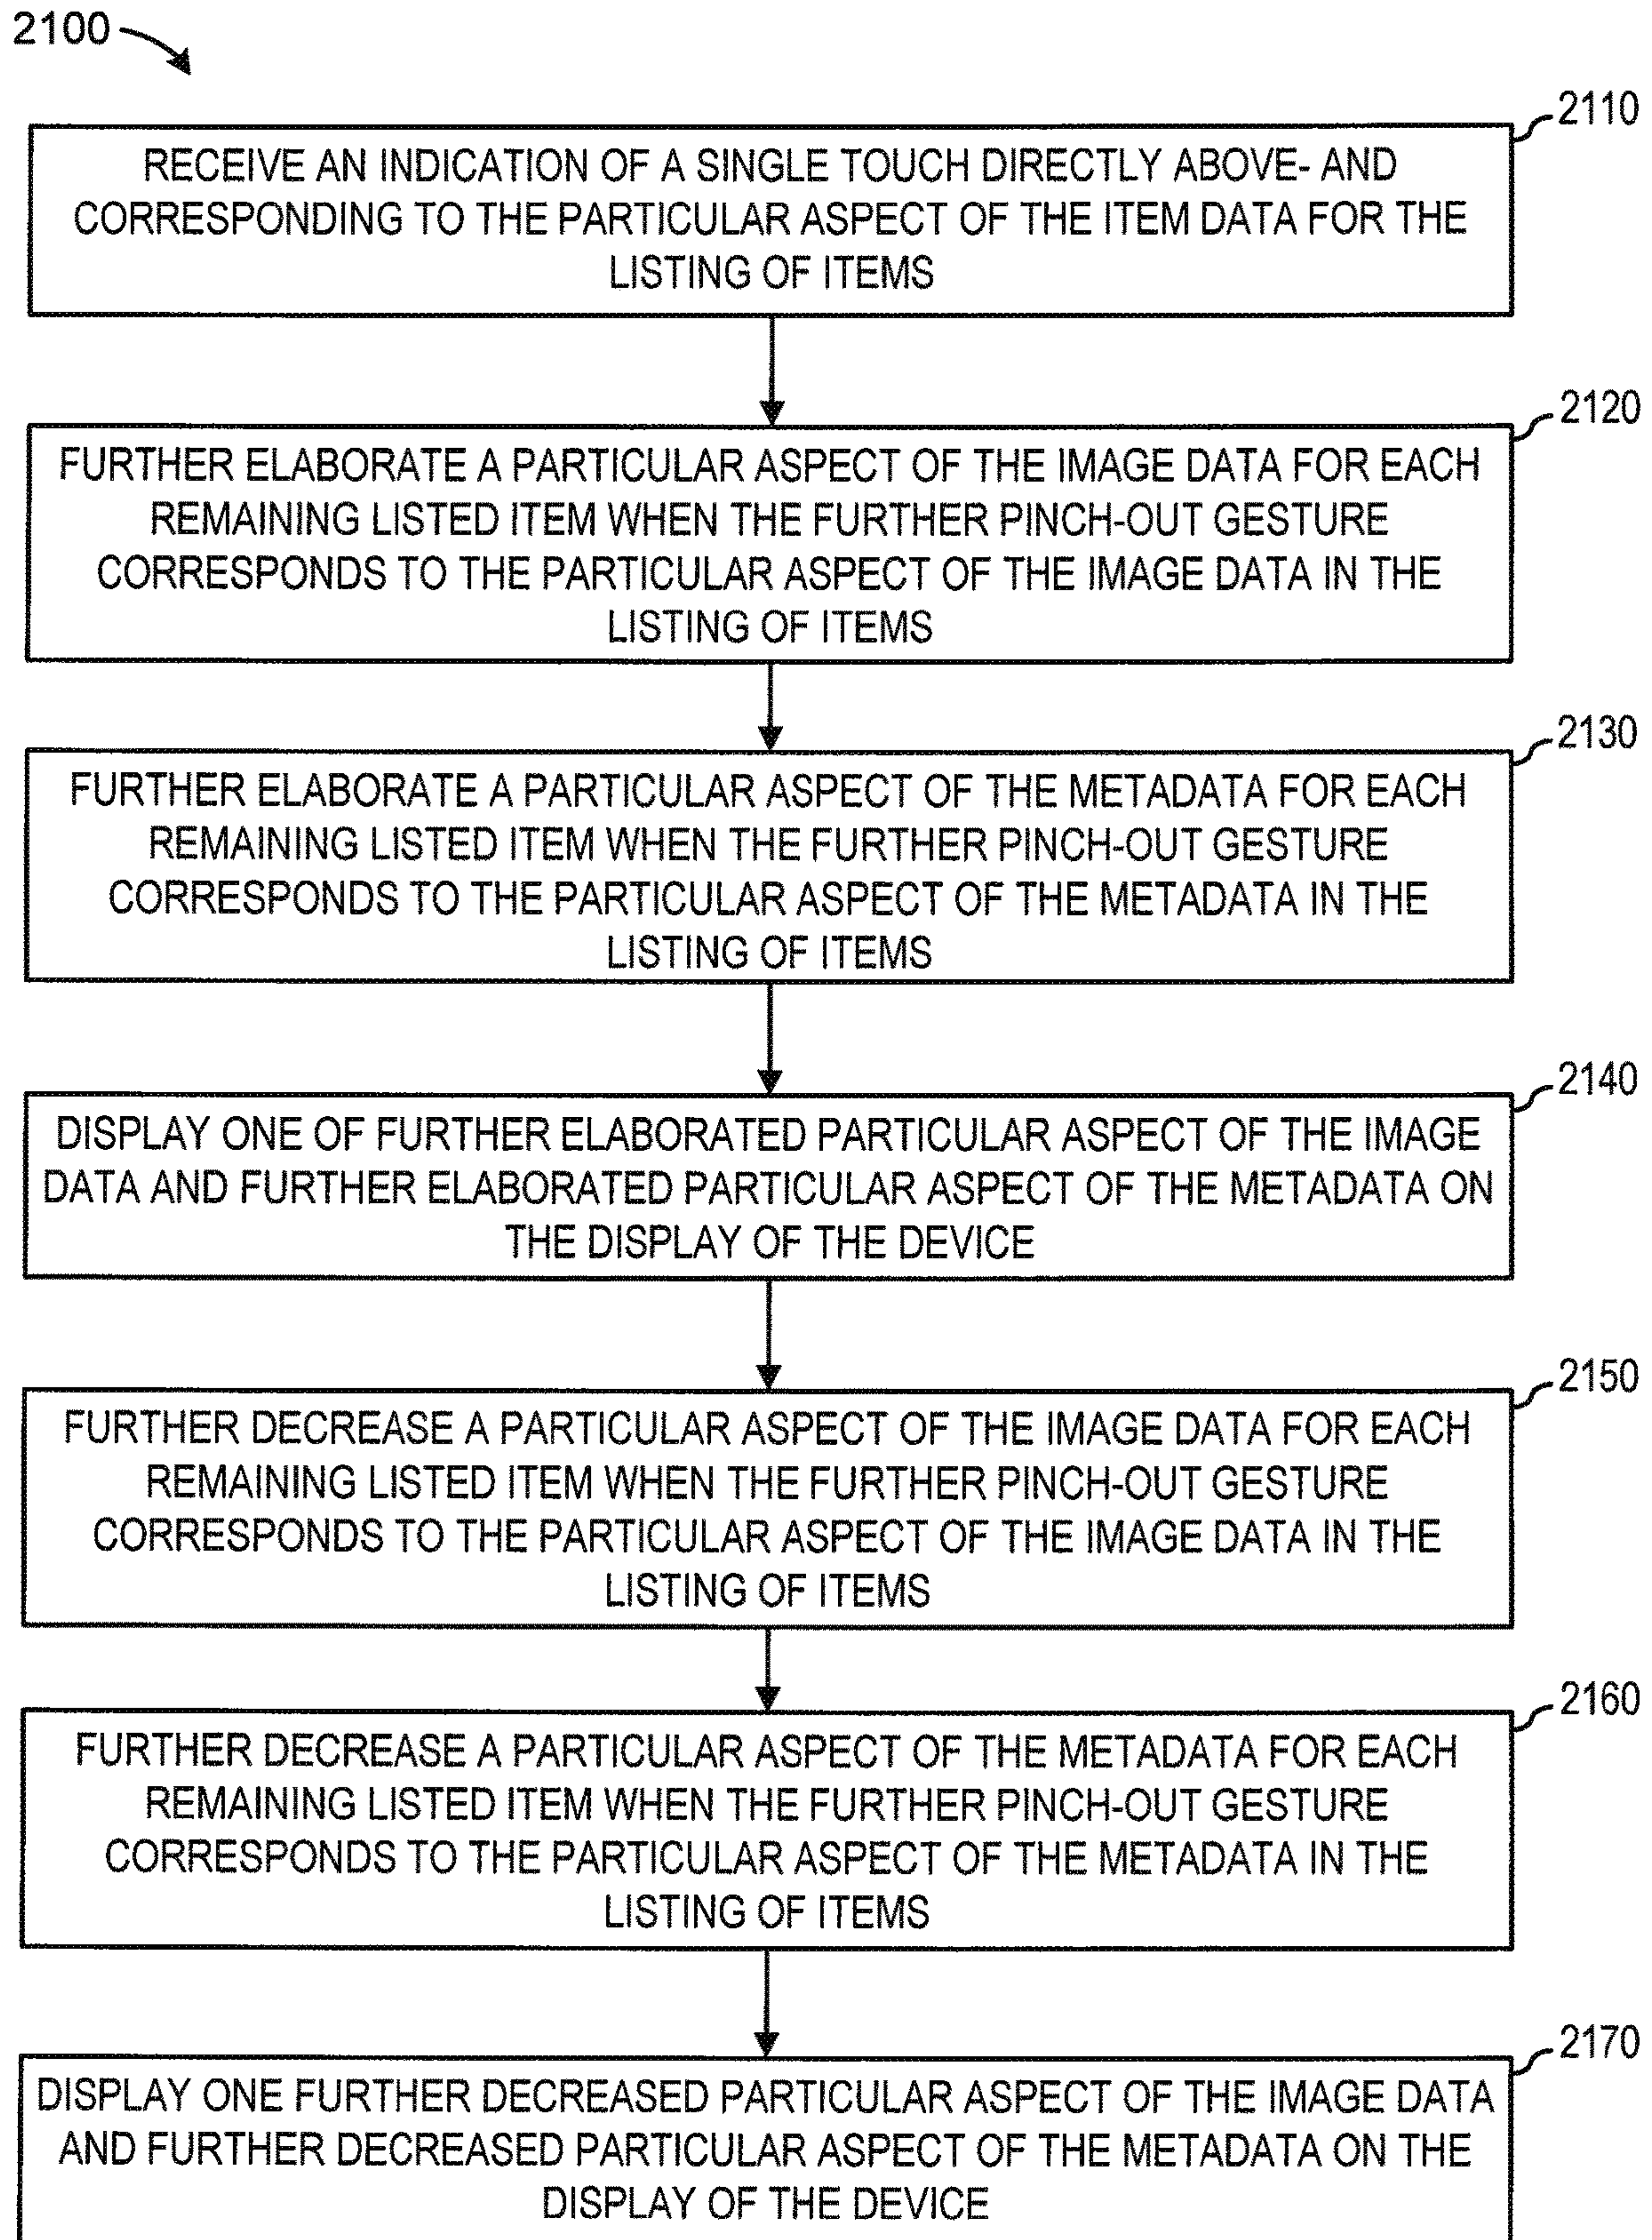 2100
2110
RECEIVE AN INDICATION OF A SINGLE TOUCH DIRECTLY ABOVE- AND
CORRESPONDING TO THE PARTICULAR ASPECT OF THE ITEM DATA FOR THE
LISTING OF ITEMS
2120
FURTHER ELABORATE A PARTICULAR ASPECT OF THE IMAGE DATA FOR EACH
REMAINING LISTED ITEM WHEN THE FURTHER PINCH-OUT GESTURE
CORRESPONDS TO THE PARTICULAR ASPECT OF THE IMAGE DATA IN THE
LISTING OF ITEMS
2130
FURTHER ELABORATE A PARTICULAR ASPECT OF THE METADATA FOR EACH
REMAINING LISTED ITEM WHEN THE FURTHER PINCH-OUT GESTURE
CORRESPONDS TO THE PARTICULAR ASPECT OF THE METADATA IN THE
LISTING OF ITEMS
2140
DISPLAY ONE OF FURTHER ELABORATED PARTICULAR ASPECT OF THE IMAGE
DATA AND FURTHER ELABORATED PARTICULAR ASPECT OF THE METADATA ON
THE DISPLAY OF THE DEVICE
2150
FURTHER DECREASE A PARTICULAR ASPECT OF THE IMAGE DATA FOR EACH
REMAINING LISTED ITEM WHEN THE FURTHER PINCH-OUT GESTURE
CORRESPONDS TO THE PARTICULAR ASPECT OF THE IMAGE DATA IN THE
LISTING OF ITEMS
2160
FURTHER DECREASE A PARTICULAR ASPECT OF THE METADATA FOR EACH
REMAINING LISTED ITEM WHEN THE FURTHER PINCH-OUT GESTURE
CORRESPONDS TO THE PARTICULAR ASPECT OF THE METADATA IN THE
LISTING OF ITEMS
2170
DISPLAY ONE FURTHER DECREASED PARTICULAR ASPECT OF THE IMAGE DATA
AND FURTHER DECREASED PARTICULAR ASPECT OF THE METADATA ON THE
DISPLAY OF THE DEVICE